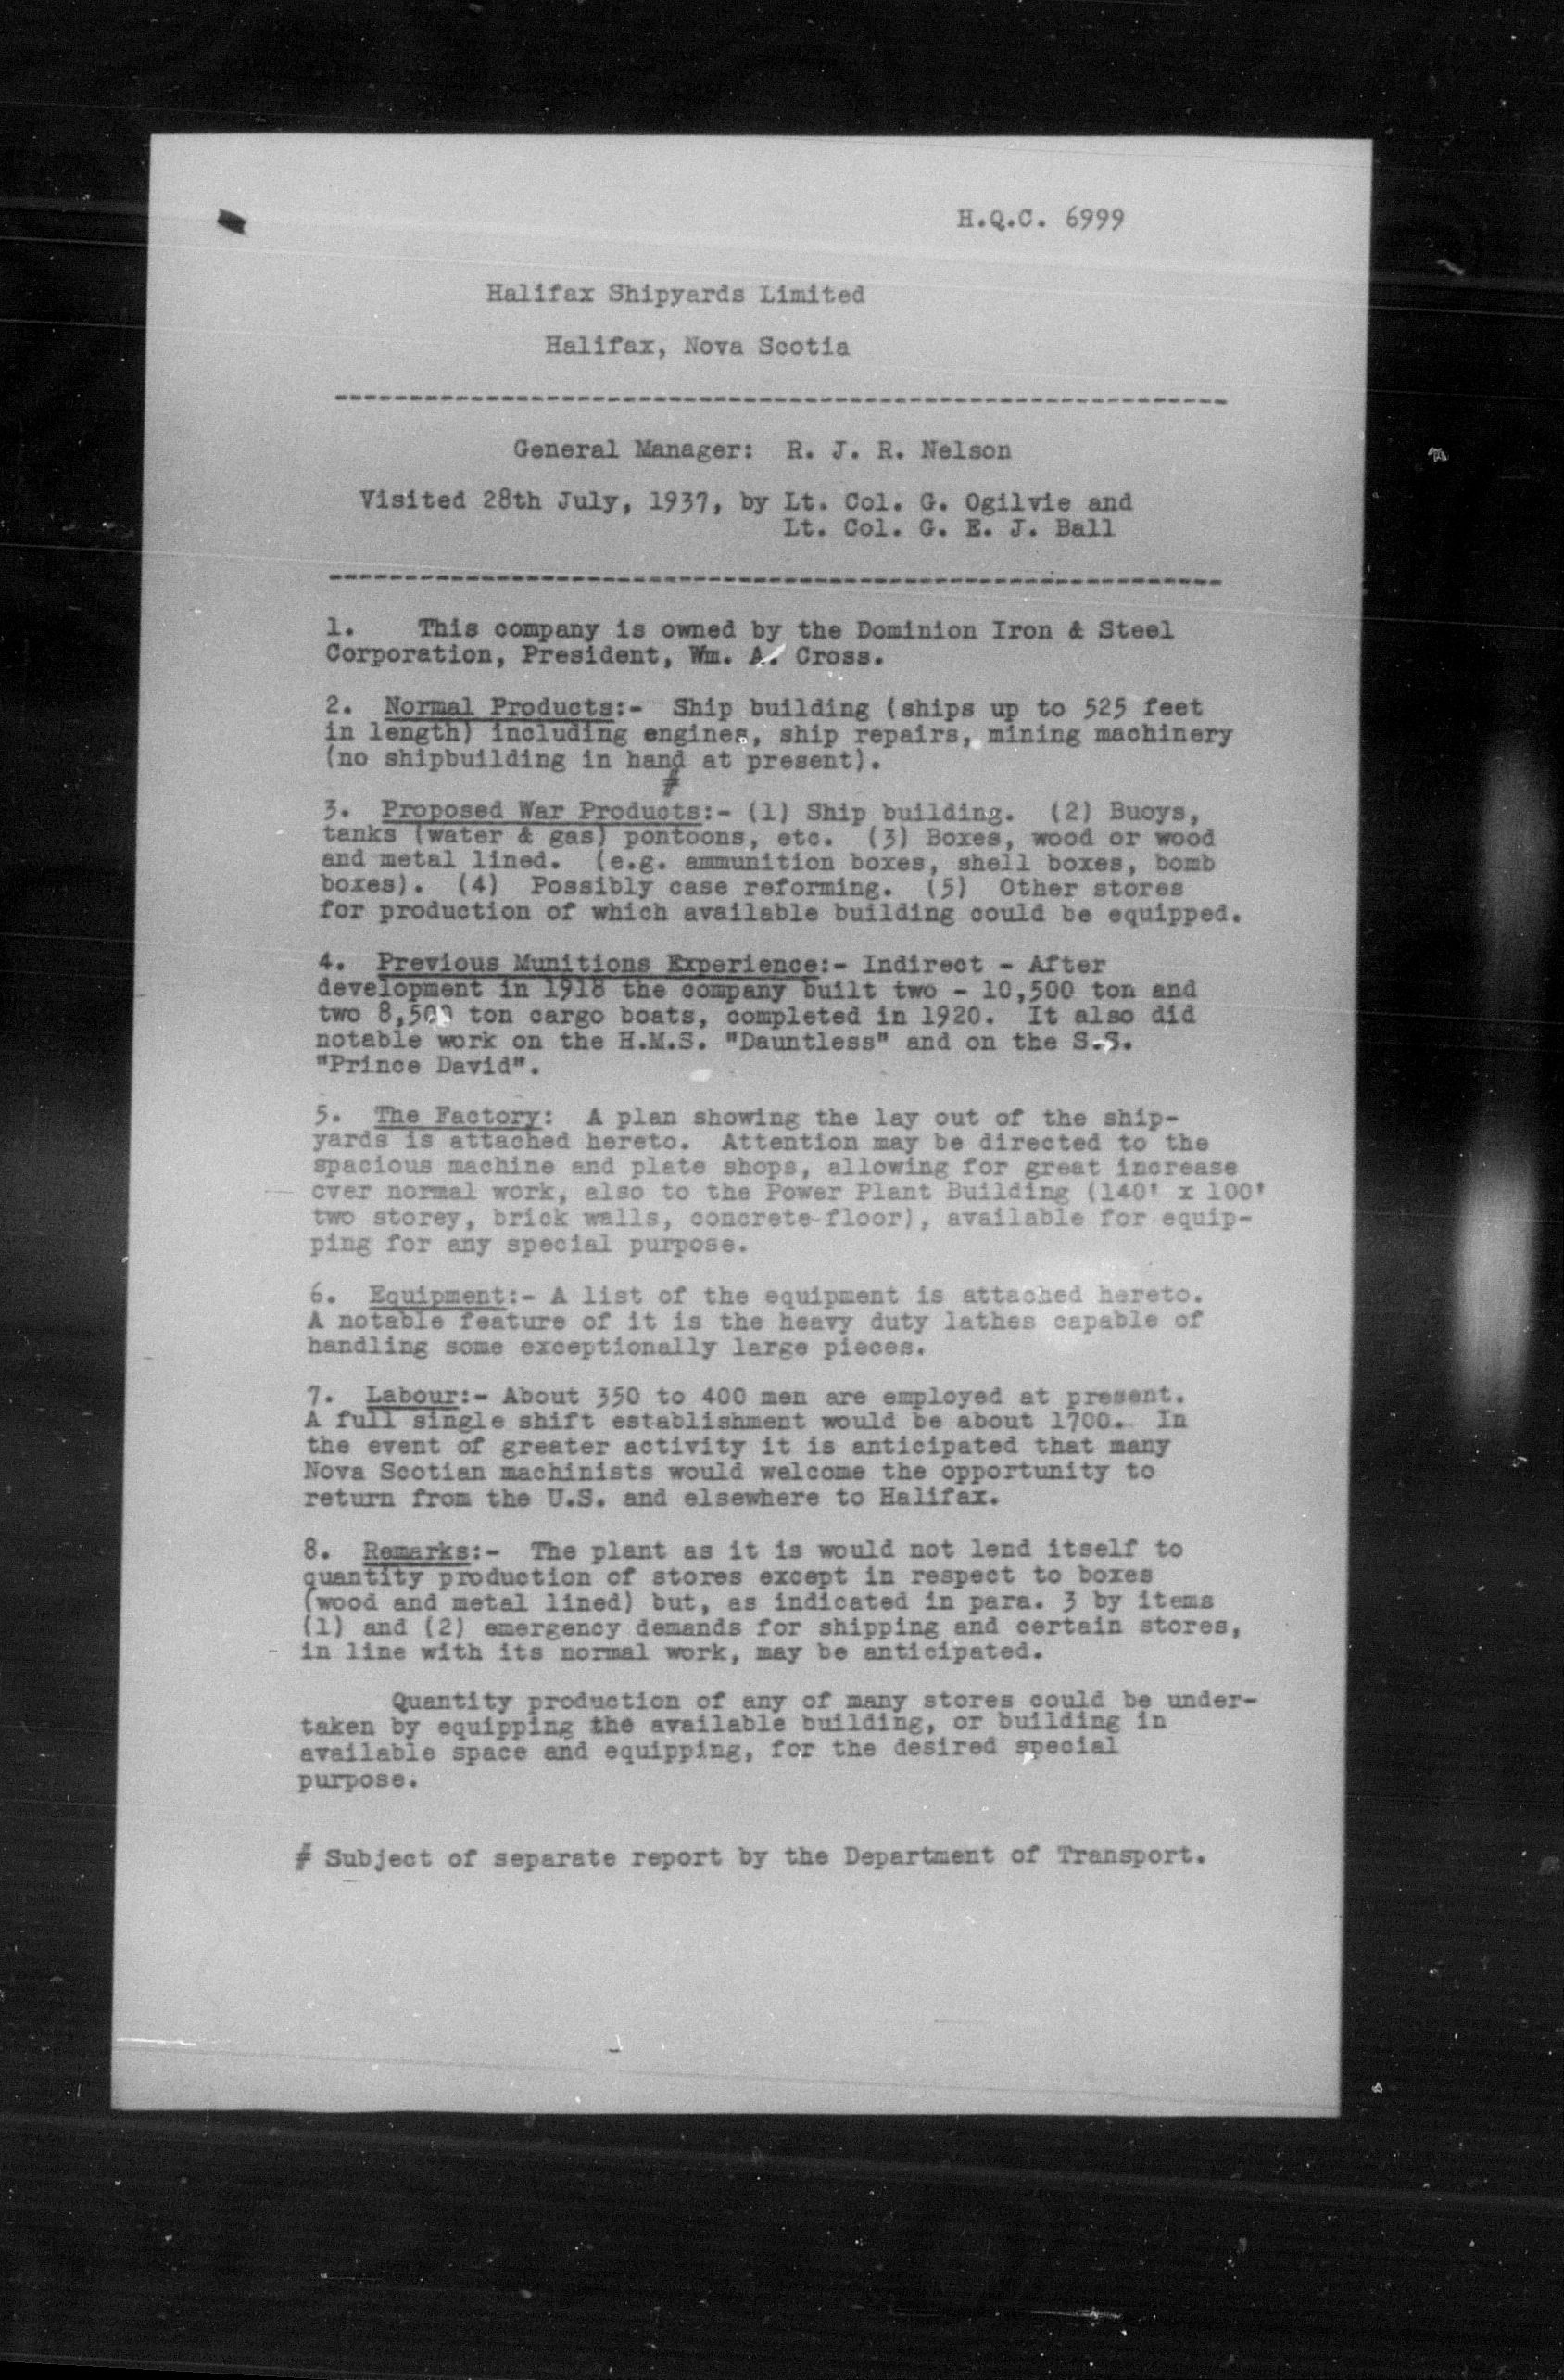 H.Q.C. 6999
Halifax Shipyards Limited
Halifax, Nova Scotia
General Manager: R. J. R. Nelson
Visited 28th July, 1937, by Lt. Col. G. Ogilvie and
Lt. Col. G. E. J. Ball
1. This company is owned by the Dominion Iron & Steel
Corporation, President, Wm. A. Cross.
2. Normal Products:- Ship building (ships up to 525 feet
in length) including engines, ship repairs, mining machinery
(no shipbuilding in hand at present).
#
3. Proposed War Products:- (1) Ship building. (2) Buoys,
tanks (water & gas) pontoons, etc. (3) Boxes, wood or wood
and metal lined. (e.g. ammunition boxes, shell boxes, bomb
boxes). (4) Possibly case reforming. (5) Other stores
for production of which available building could be equipped.
4. Previous Munitions Experience:- Indirect - After
development in 1918 the company built two - 10,500 ton and
two 8,500 ton cargo boats, completed in 1920. It also did
notable work on the H.M.S. "Dauntless" and on the S.S.
"Prince David".
5. The Factory: A plan showing the lay out of the ship-
yards is attached hereto. Attention may be directed to the
spacious machine and plate shops, allowing for great increase
over normal work, also to the Power Plant Building (140' x 100'
two storey, brick walls, concrete floor), available for equip-
ping for any special purpose.
6. Equipment:- A list of the equipment is attached hereto.
A notable feature of it is the heavy duty lathes capable of
handling some exceptionally large pieces.
7. Labour:- About 350 to 400 men are employed at present.
A full single shift establishment would be about 1700. In
the event of greater activity it is anticipated that many
Nova Scotian machinists would welcome the opportunity to
return from the U.S. and elsewhere to Halifax.
8. Remarks:- The plant as it is would not lend itself to
quantity production of stores except in respect to boxes
(wood and metal lined) but, as indicated in para. 3 by items
(1) and (2) emergency demands for shipping and certain stores,
in line with its normal work, may be anticipated.
Quantity production of any of many stores could be under-
taken by equipping the available building, or building in
available space and equipping, for the desired special
purpose.
# Subject of separate report by the Department of Transport.